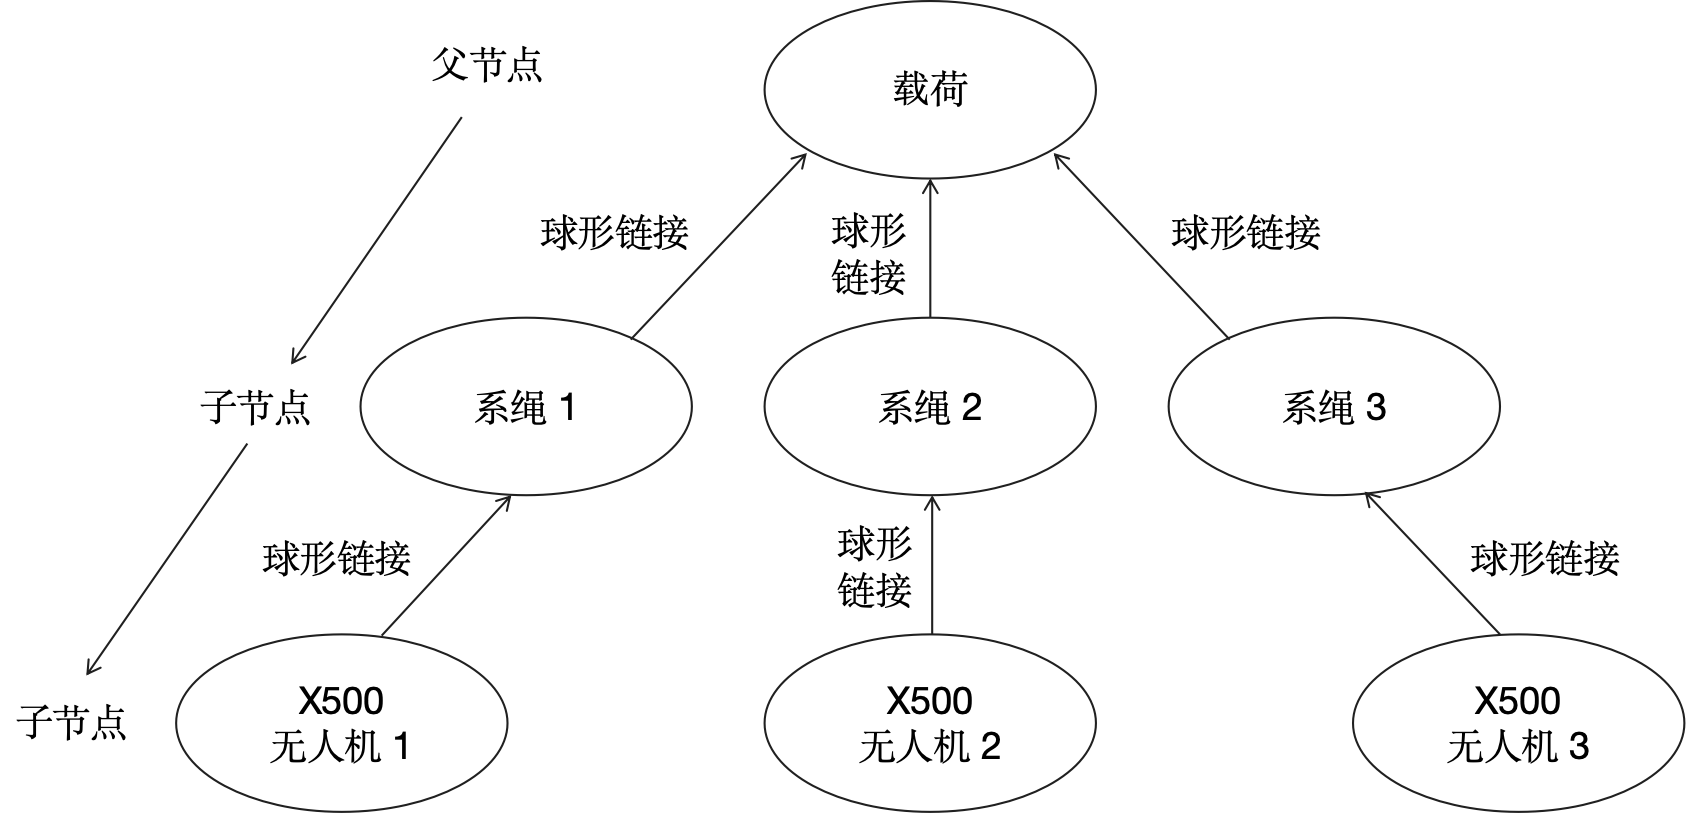 父节点
载荷
球形链接
球形
链接
球形链接
子节点
系绳 1
系绳 2
系绳 3
球形链接
球形
链接
球形链接
子节点
X500
无人机 1
X500
无人机 2
X500
无人机 3